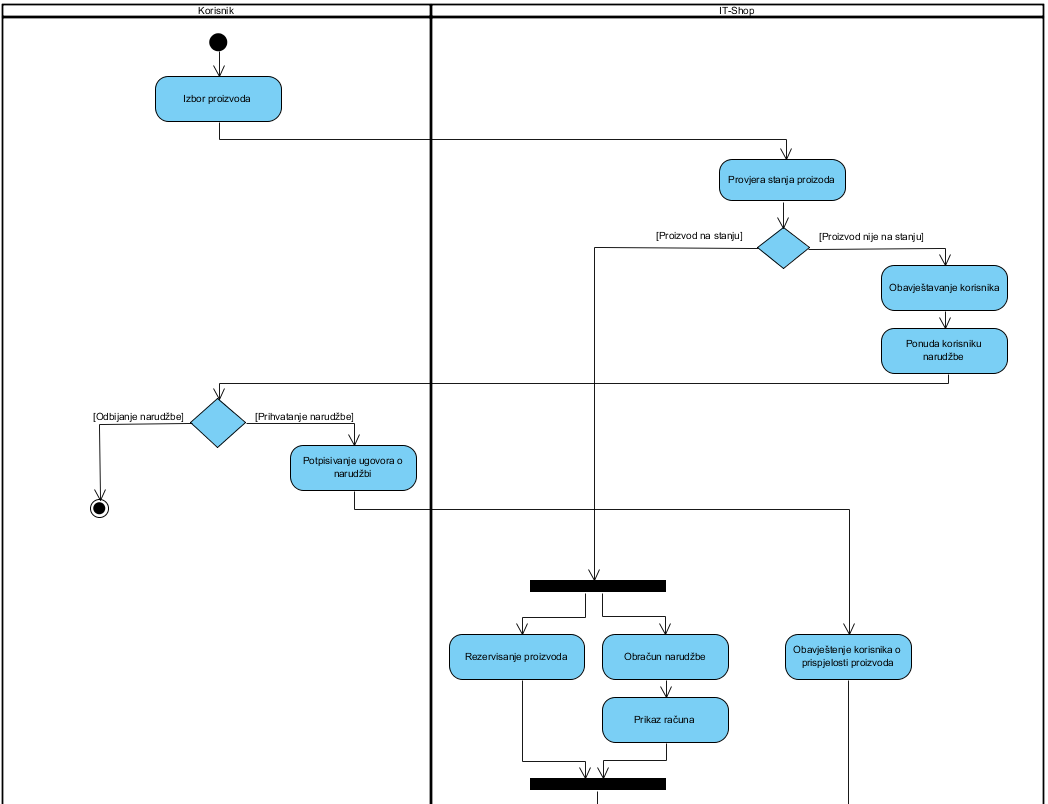 Korisnik
IT-Shop
Izbor proizvoda
Provjera stanja proizoda
[Proizvod na stanju]
[Proizvod nije na stanju]
Obavještavanje korisnika
Ponuda korisniku
narudžbe
[Odbijanje narudžbe]
[Prihvatanje narudžbe]
Potpisivanje ugovora o
narudžbi
Rezervisanje proizvoda
Obračun narudžbe
Obavještenje korisnika o
prispjelosti proizvoda
Prikaz računa